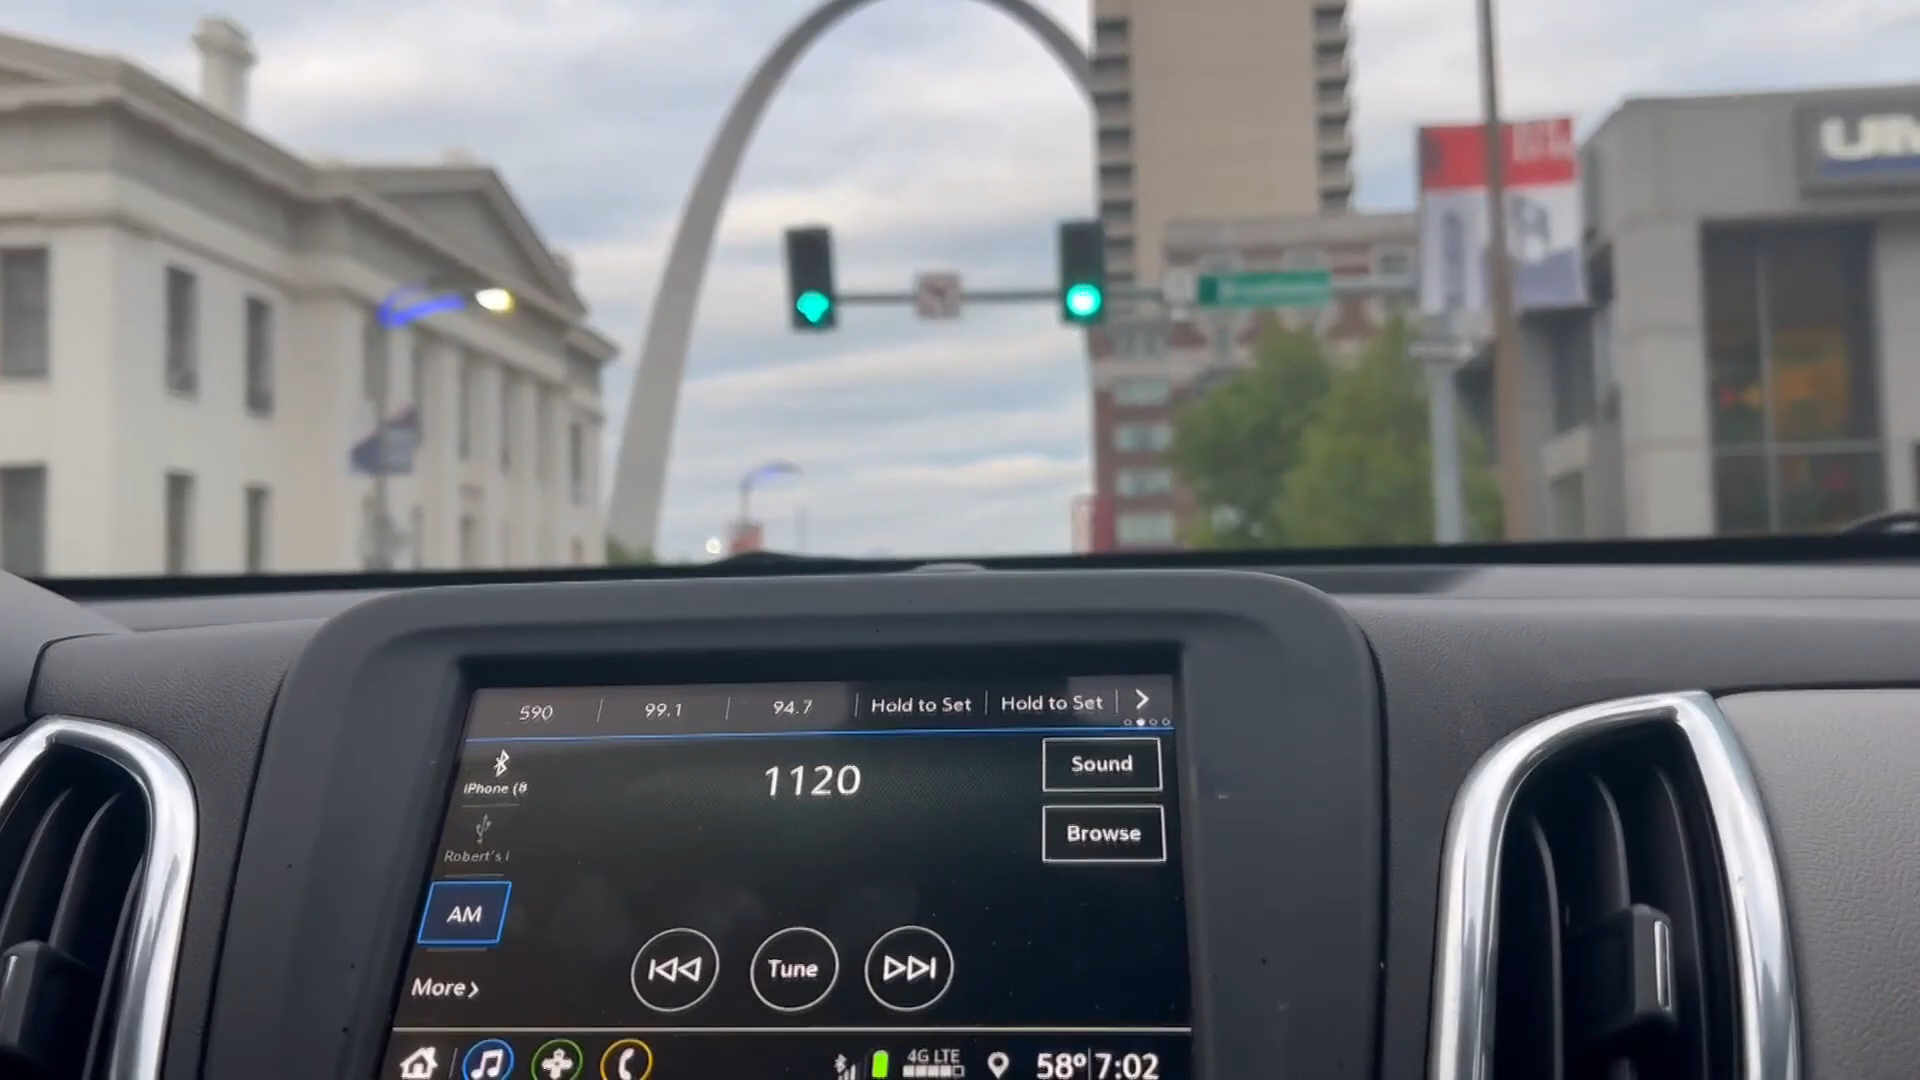 UM
590 99.1 94.7 Hold to Set Hold to Set
1120
Sound
iPhone (8
Browse
Robert's i
AM
Tune
More
4G LTE
58° 7:02